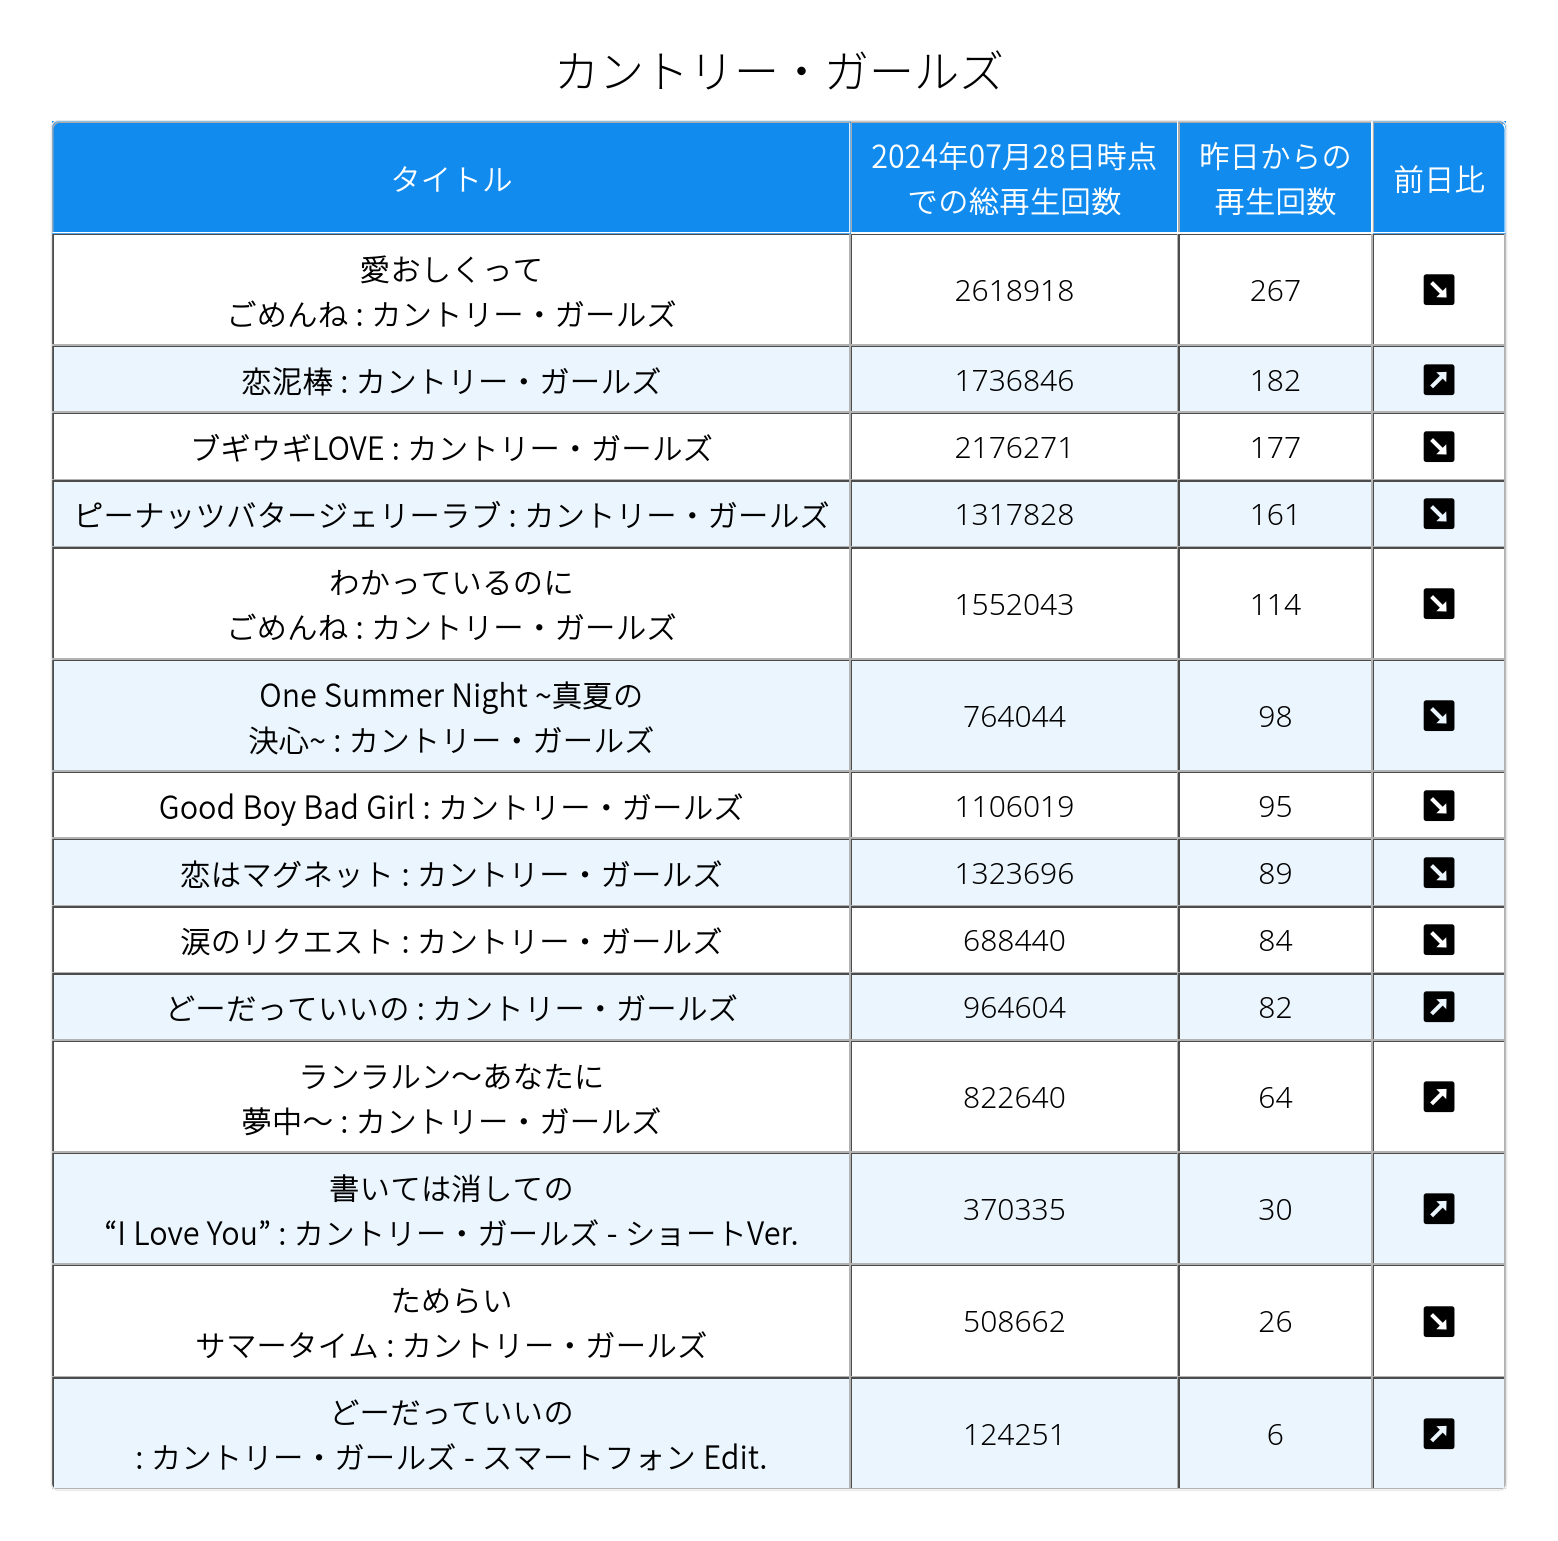 カントリー・ガールズ
タイトル
2024年07月28日時点
での総再生回数
昨日からの
再生回数
前日比
愛おしくって
ごめんね : カントリー・ガールズ
2618918
267
↘
恋泥棒 : カントリー・ガールズ
1736846
182
↗
ブギウギLOVE : カントリー・ガールズ
2176271
177
↘
ピーナッツバタージェリーラブ : カントリー・ガールズ
1317828
161
↘
わかっているのに
ごめんね : カントリー・ガールズ
1552043
114
↘
One Summer Night ~真夏の
決心~ : カントリー・ガールズ
764044
98
↘
Good Boy Bad Girl : カントリー・ガールズ
1106019
95
↘
恋はマグネット : カントリー・ガールズ
1323696
89
↘
涙のリクエスト : カントリー・ガールズ
688440
84
↘
どーだっていいの : カントリー・ガールズ
964604
82
↗
ランラルン～あなたに
夢中～ : カントリー・ガールズ
822640
64
↗
書いては消しての
“I Love You” : カントリー・ガールズ - ショートVer.
370335
30
↗
ためらい
サマータイム : カントリー・ガールズ
508662
26
↘
どーだっていいの
: カントリー・ガールズ - スマートフォン Edit.
124251
6
↗